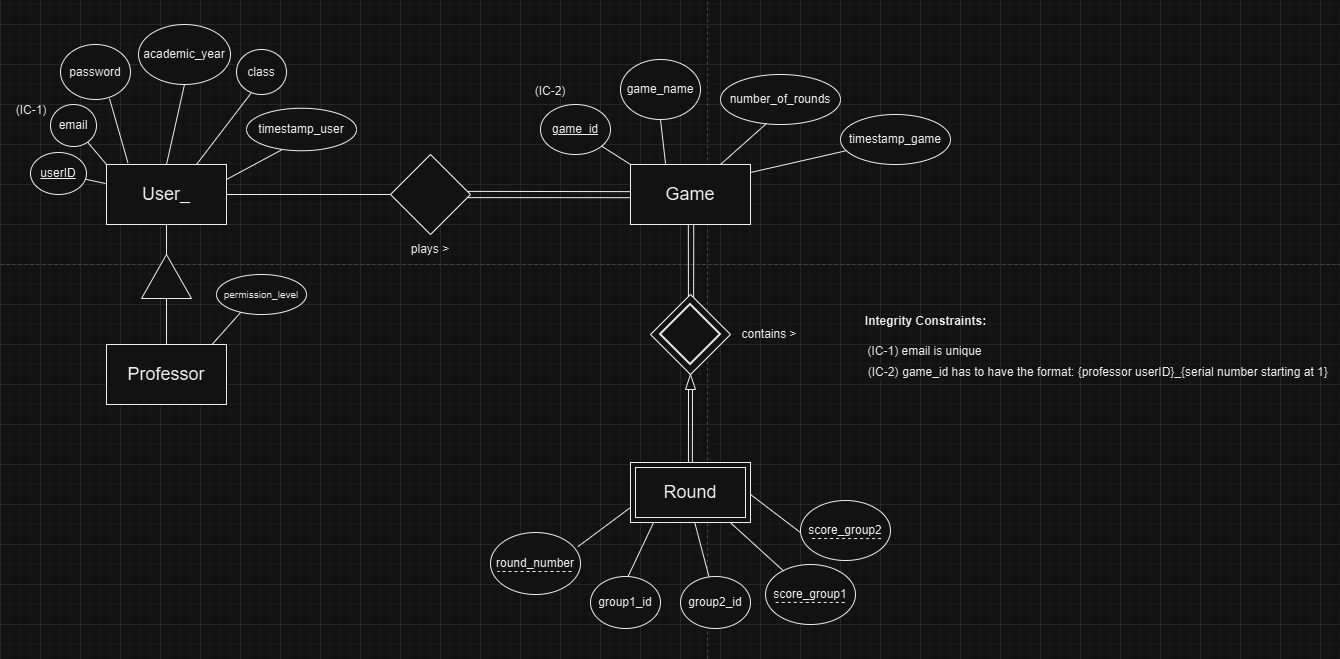 academic_year
password
class
(IC-1)
email
timestamp_user
userID
User_
plays >
permission_level
Professor
(IC-2)
game_name
number_of_rounds
game_id
timestamp_game
Game
contains >
Integrity Constraints:
(IC-1) email is unique
(IC-2) game_id has to have the format: {professor userID}_{serial number starting at 1}
Round
score_group2
round_number
group1_id
group2_id
score_group1